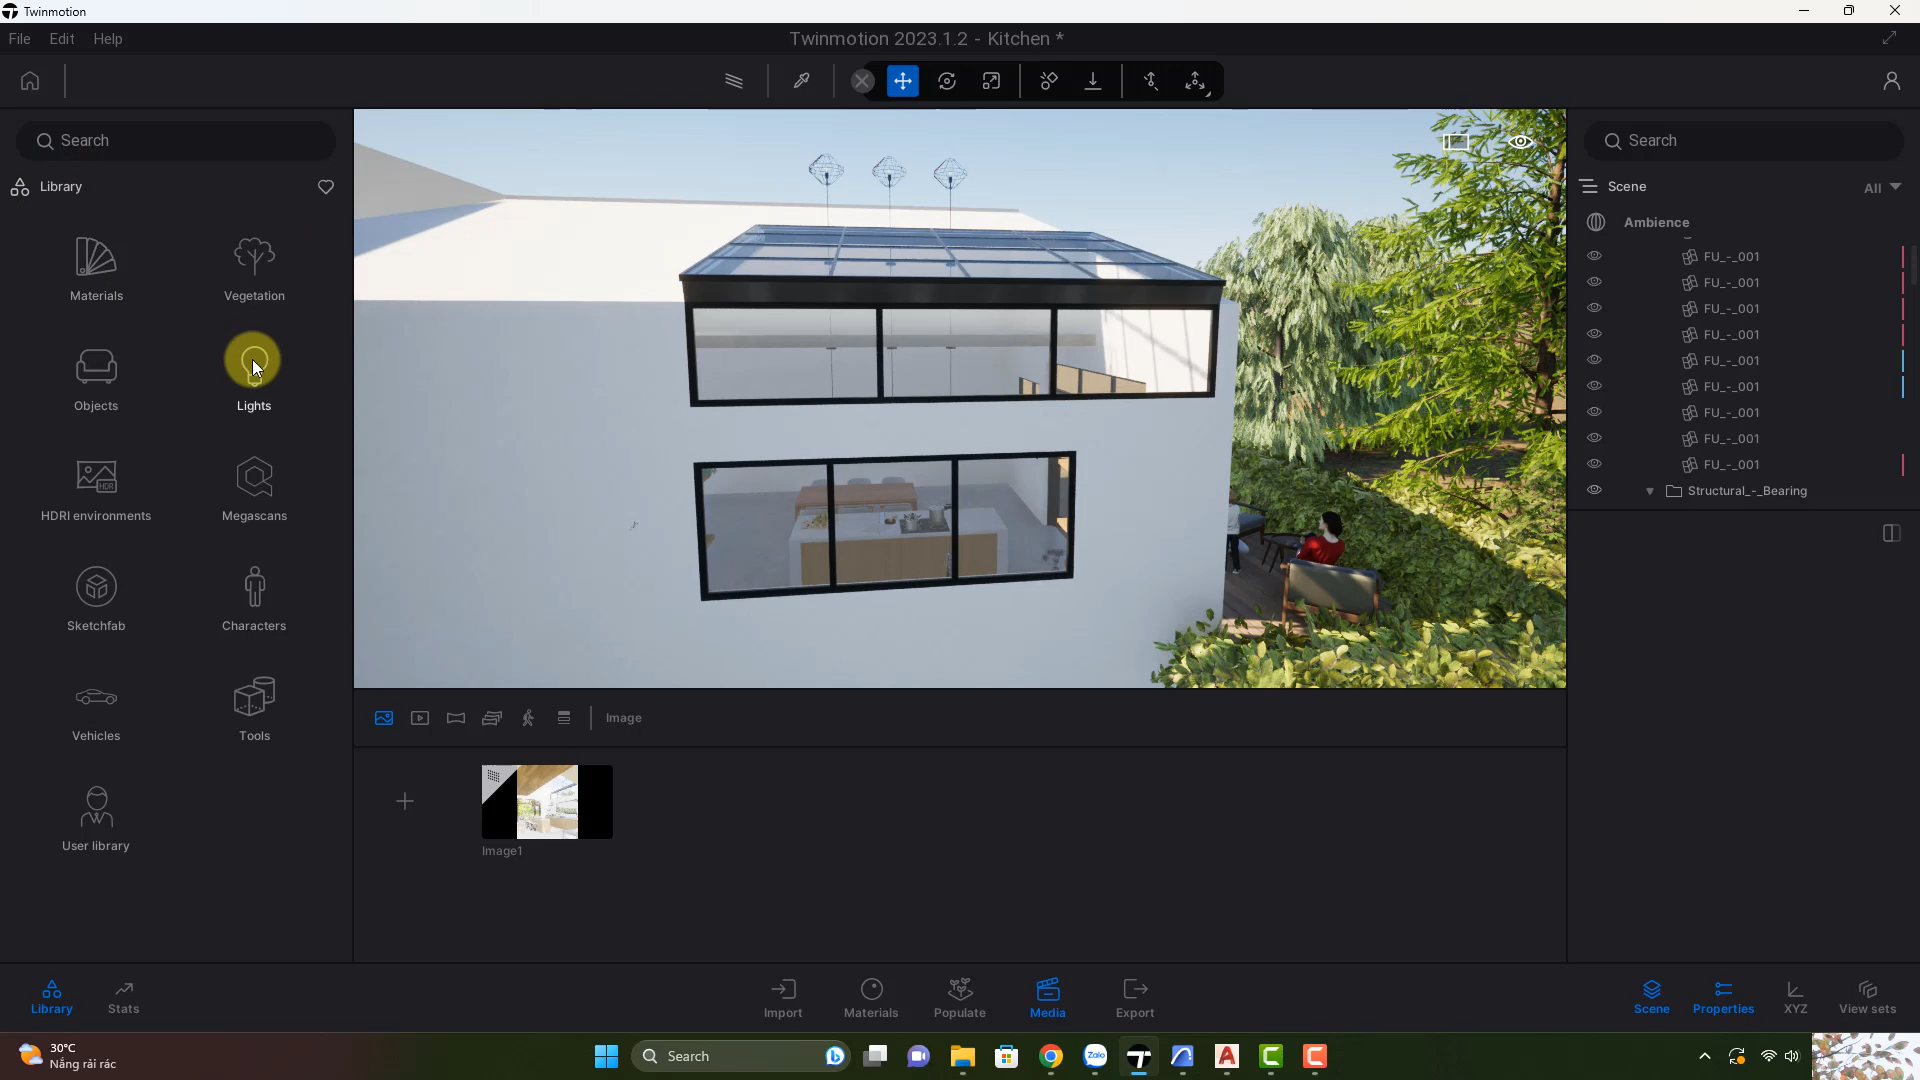 Twinmotion
File Edit Help
Twinmotion 2023.1.2 - Kitchen *
Search
Library
Materials
Vegetation
Objects
Lights
HDR
HDRI environments
Megascans
Sketchfab
Characters
Vehicles
Tools
User library
Image
Image1
Search
Scene
All
Ambience
FU_-_001
FU_-_001
FU_-_001
FU_-_001
FU_-_001
FU_-_001
FU_-_001
FU_-_001
FU_-_001
Structural_-_Bearing
Library
Stats
Import
Materials
Populate
Media
Export
Scene
Properties
XYZ
View sets
30°C
Nắng rải rác
Search
Zalo